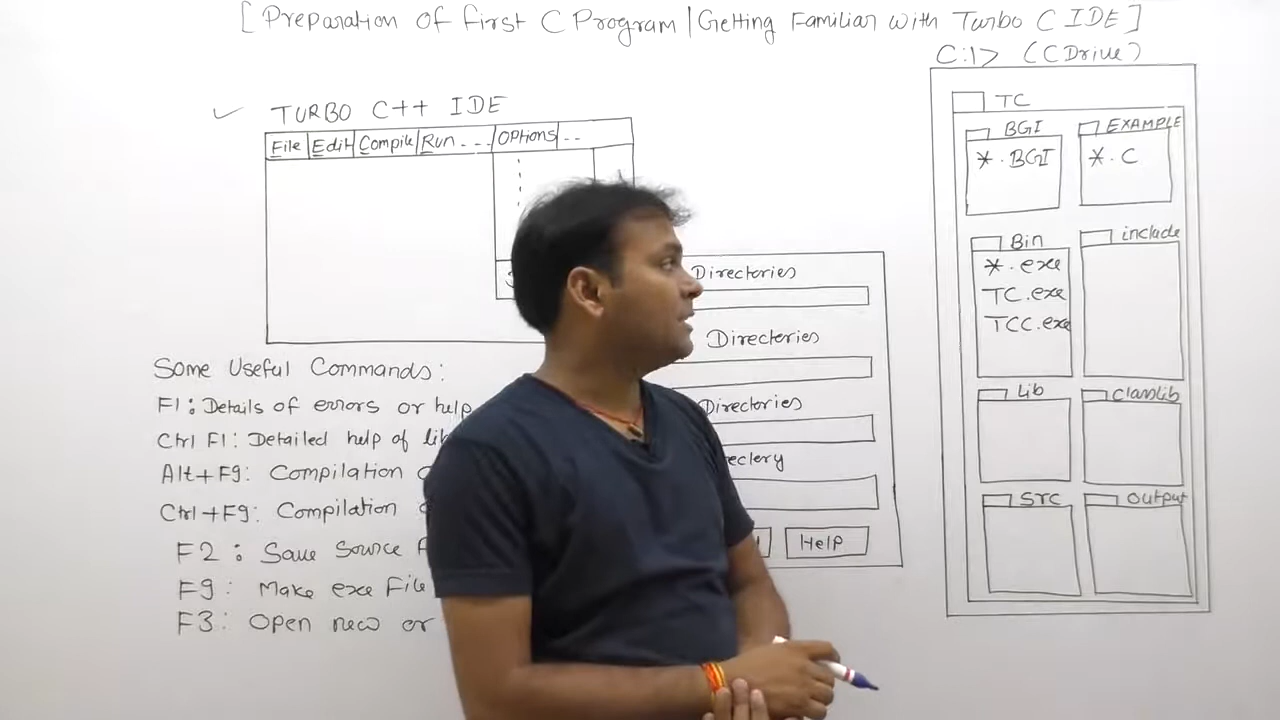 [Preparation of First C Program | Getting Familiar with Turbo C IDE]
C:\> (C Drive)
TURBO C++ IDE
File Edit Compile Run ... OPtions ..
Some Useful Commands:
F1: Details of errors or help
Ctrl F1: Detailed help of
Alt+F9: Compilation
Ctrl+F9: Compilation
F2: Save Source
F9: Make exe File
F3: Open new or
Directories
Directories
Directories
Help
TC
BGI
*.BGI
EXAMPLE
*.C
Bin
*.exe
TC.exe
TCC.exe
include
Lib
classlib
Src
output